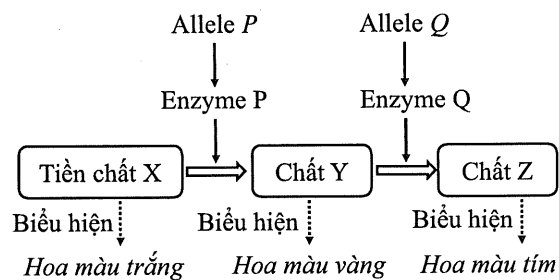 Allele P Allele Q
Enzyme P Enzyme Q
Tiền chất X Chất Y Chất Z
Biểu hiện Biểu hiện Biểu hiện
Hoa màu trắng Hoa màu vàng Hoa màu tím